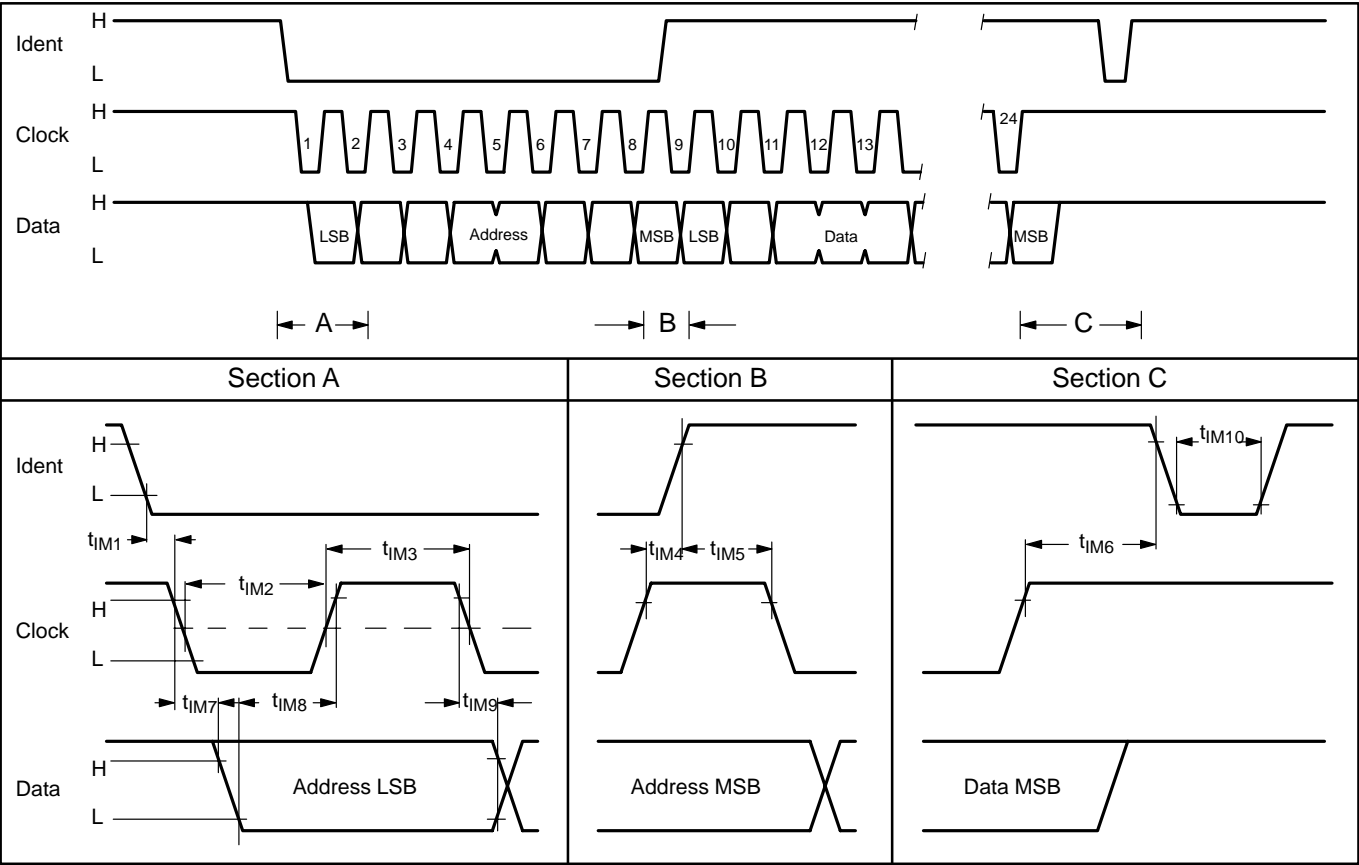 Ident
H
L
Clock
H
L
1 2 3 4 5 6 7 8 9 10 11 12 13 24
Data
H
L
LSB Address MSB LSB Data MSB
A B C
Section A Section B Section C
Ident
H
L
tIM10
tIM1 tIM3 tIM4 tIM5 tIM6
tIM2
Clock
H
L
tIM7 tIM8 tIM9
Data
H
L
Address LSB Address MSB Data MSB